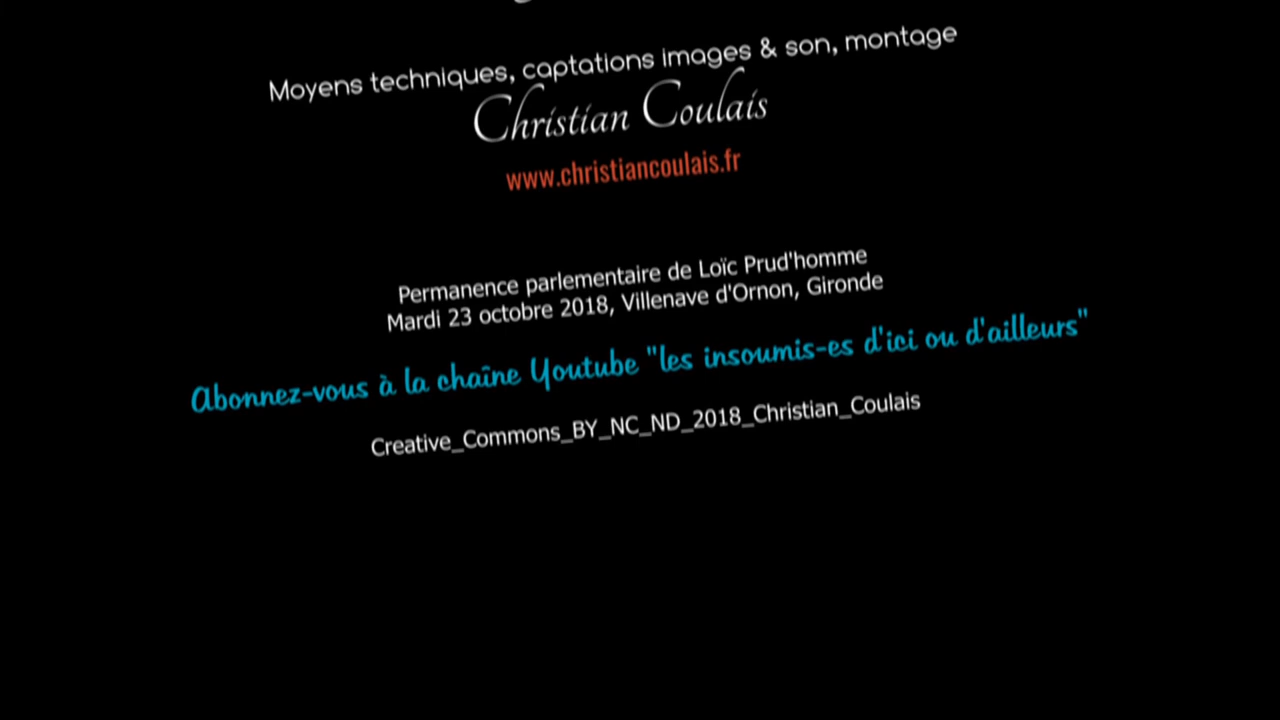 Moyens techniques, captations images & son, montage
Christian Coulais
www.christiancoulais.fr
Permanence parlementaire de Loïc Prud'homme
Mardi 23 octobre 2018, Villenave d'Ornon, Gironde
Abonnez-vous à la chaîne Youtube "les insoumis-es d'ici ou d'ailleurs"
Creative_Commons_BY_NC_ND_2018_Christian_Coulais